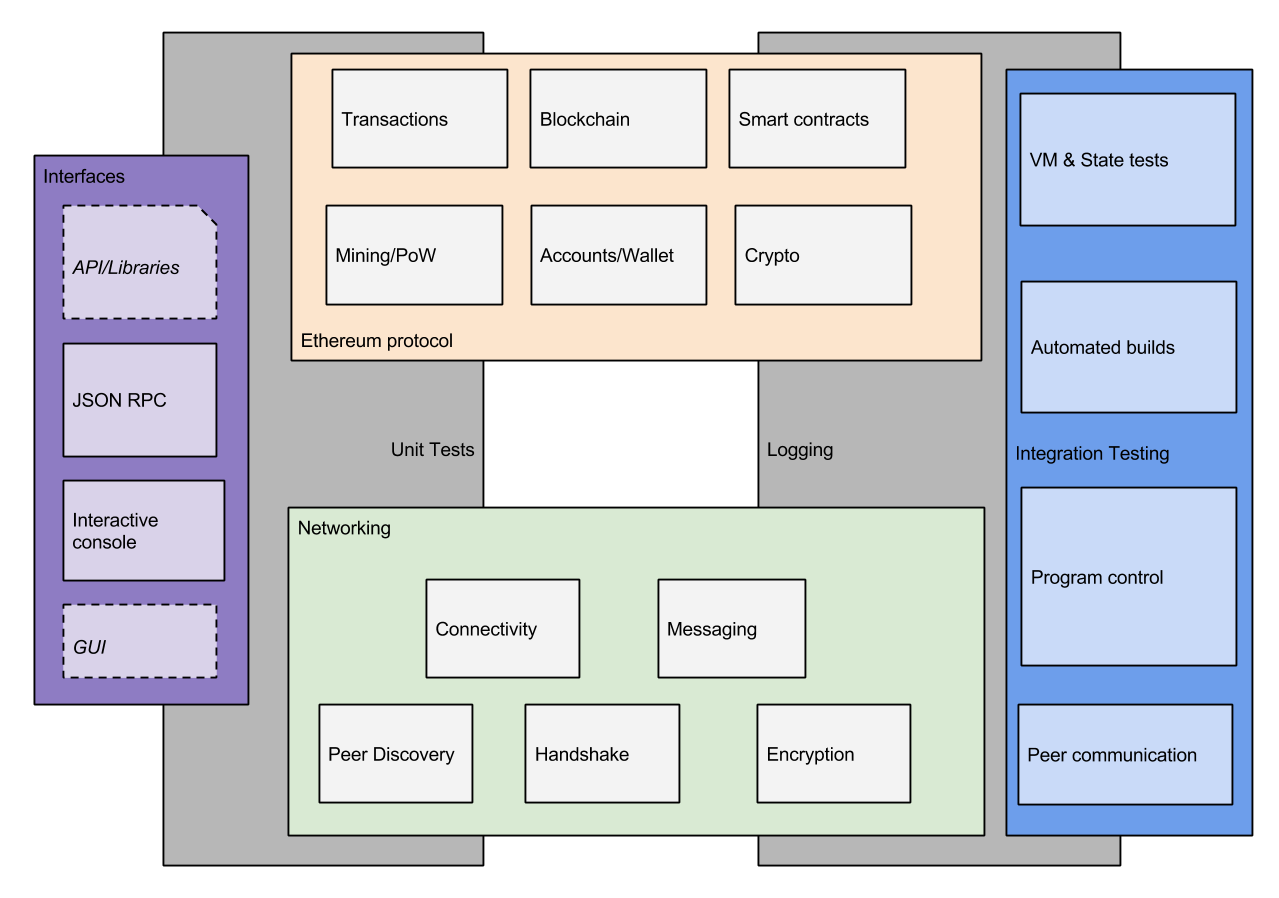 Transactions
Blockchain
Smart contracts
Mining/PoW
Accounts/Wallet
Crypto
Ethereum protocol
Interfaces
API/Libraries
JSON RPC
Interactive
console
GUI
Unit Tests
Logging
Networking
Connectivity
Messaging
Peer Discovery
Handshake
Encryption
VM & State tests
Automated builds
Integration Testing
Program control
Peer communication